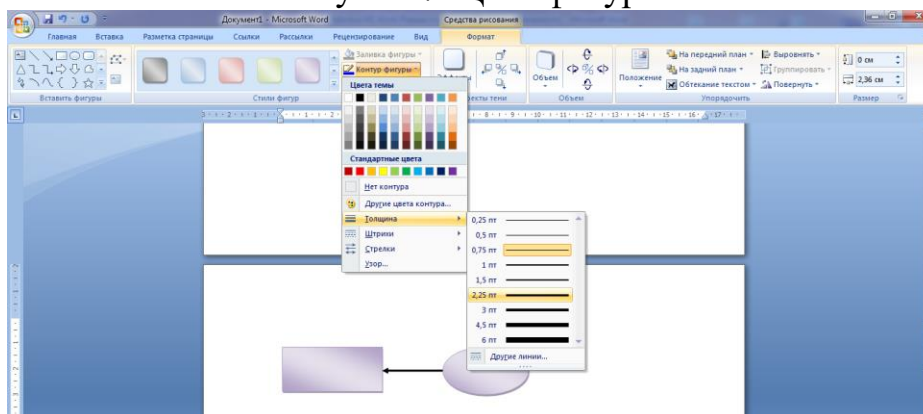 Документ1 - Microsoft Word
Средства рисования
Главная Вставка Разметка страницы Ссылки Рассылки Рецензирование Вид Формат
Заливка фигуры
Контур фигуры
Объем
Положение
На передний план
На задний план
Обтекание текстом
Выровнять
Группировать
Повернуть
0 см
2,36 см
Вставить фигуры
Стили фигур
Объем
Упорядочить
Размер
Цвета темы
Стандартные цвета
Нет контура
Другие цвета контура...
Толщина
Штрихи
Стрелки
Узор...
0,25 пт
0,5 пт
0,75 пт
1 пт
1,5 пт
2,25 пт
3 пт
4,5 пт
6 пт
Другие линии...